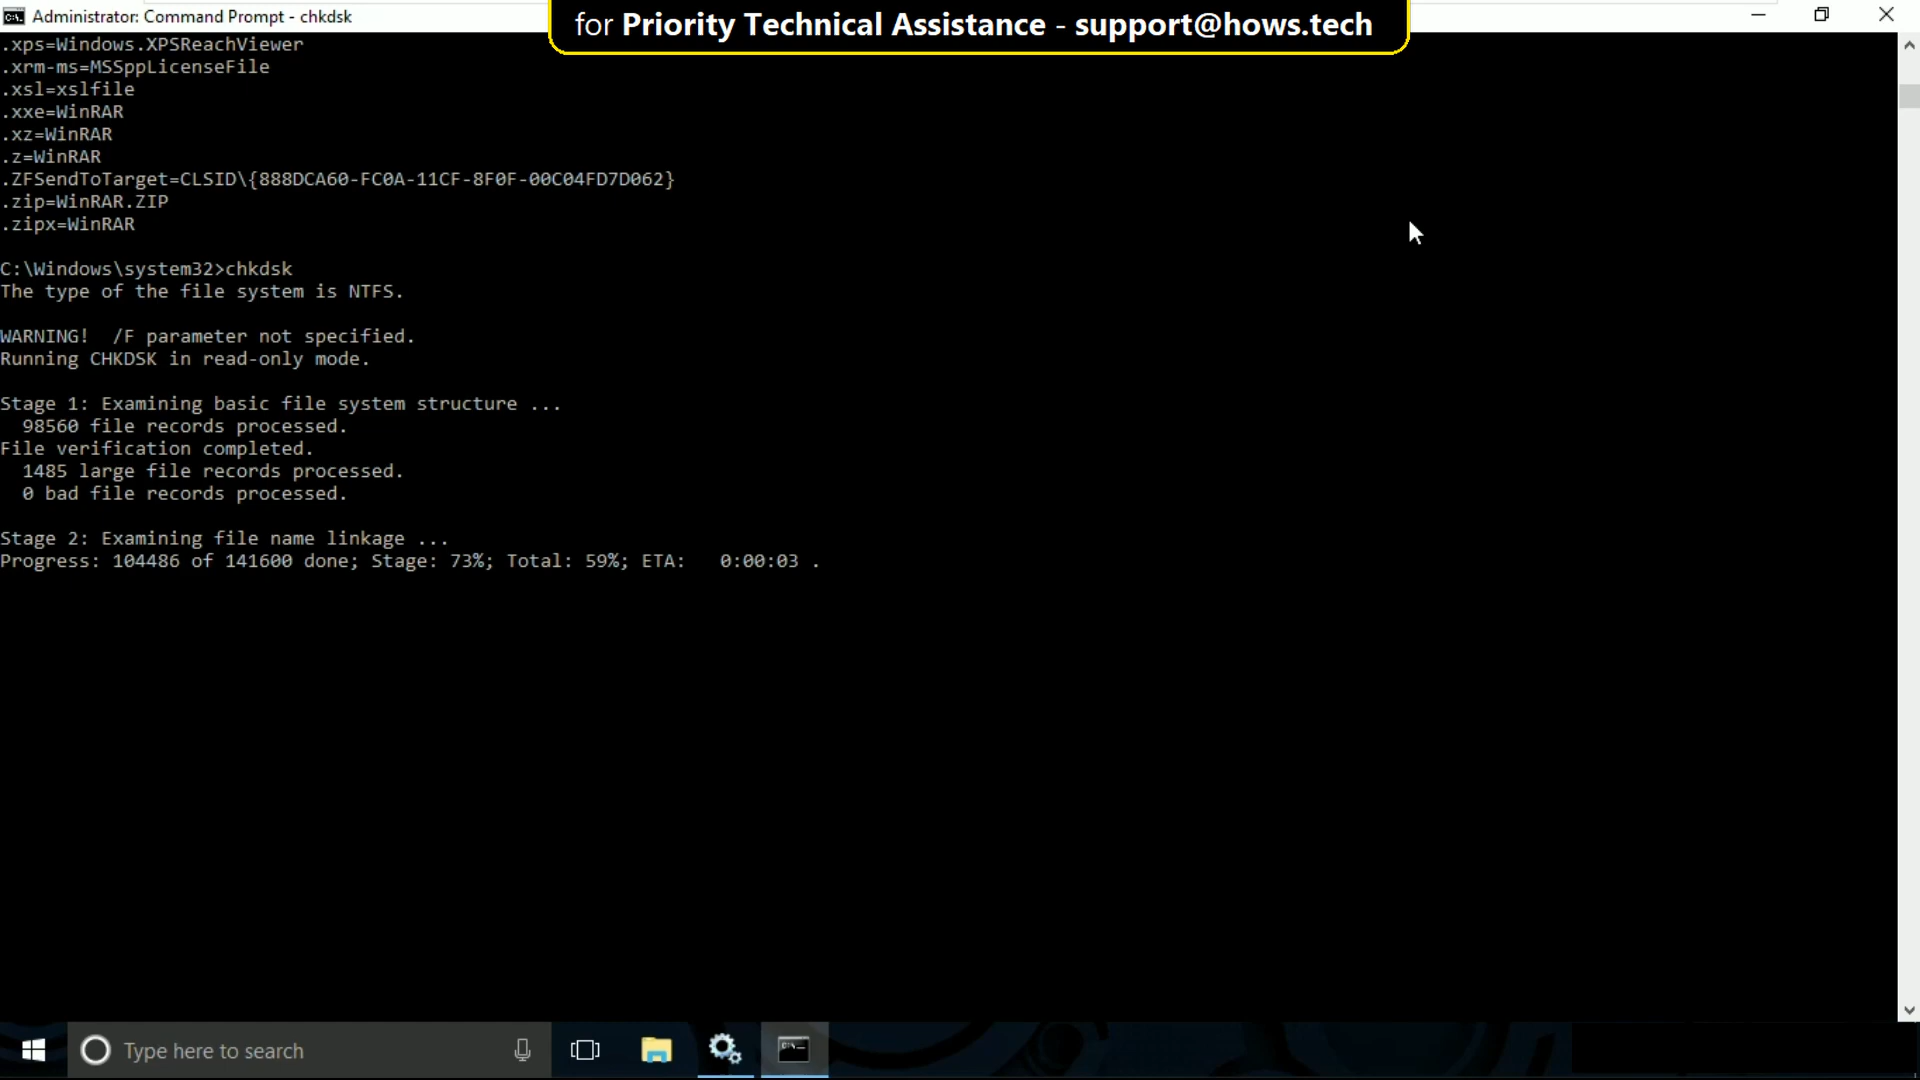 Administrator: Command Prompt - chkdsk
for Priority Technical Assistance - support@hows.tech
.xps=Windows.XPSReachViewer
.xrm-ms=MSSppLicenseFile
.xsl=xslfile
.xxe=WinRAR
.xz=WinRAR
.z=WinRAR
.ZFSendToTarget=CLSID\{888DCA60-FC0A-11CF-8F0F-00C04FD7D062}
.zip=WinRAR.ZIP
.zipx=WinRAR
C:\Windows\system32>chkdsk
The type of the file system is NTFS.
WARNING!  /F parameter not specified.
Running CHKDSK in read-only mode.
Stage 1: Examining basic file system structure ...
98560 file records processed.
File verification completed.
1485 large file records processed.
0 bad file records processed.
Stage 2: Examining file name linkage ...
Progress: 104486 of 141600 done; Stage: 73%; Total: 59%; ETA:   0:00:03 .
Type here to search